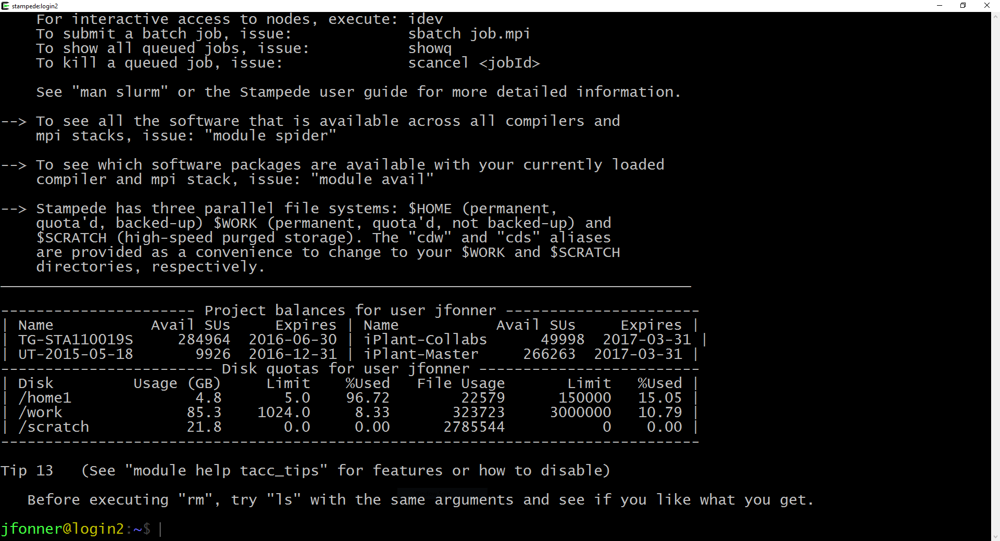 stampede:login2
For interactive access to nodes, execute: idev
To submit a batch job, issue: sbatch job.mpi
To show all queued jobs, issue: showq
To kill a queued job, issue: scancel <jobId>
See "man slurm" or the Stampede user guide for more detailed information.
--> To see all the software that is available across all compilers and
mpi stacks, issue: "module spider"
--> To see which software packages are available with your currently loaded
compiler and mpi stack, issue: "module avail"
--> Stampede has three parallel file systems: $HOME (permanent,
quota'd, backed-up) $WORK (permanent, quota'd, not backed-up) and
$SCRATCH (high-speed purged storage). The "cdw" and "cds" aliases
are provided as a convenience to change to your $WORK and $SCRATCH
directories, respectively.
---------------------- Project balances for user jfonner ----------------------
| Name Avail SUs Expires | Name Avail SUs Expires |
| TG-STA110019S 284964 2016-06-30 | iPlant-Collabs 49998 2017-03-31 |
| UT-2015-05-18 9926 2016-12-31 | iPlant-Master 266263 2017-03-31 |
------------------------ Disk quotas for user jfonner -------------------------
| Disk Usage (GB) Limit %Used File Usage Limit %Used |
| /home1 4.8 5.0 96.72 22579 150000 15.05 |
| /work 85.3 1024.0 8.33 323723 3000000 10.79 |
| /scratch 21.8 0.0 0.00 2785544 0 0.00 |
-------------------------------------------------------------------------------
Tip 13 (See "module help tacc_tips" for features or how to disable)
Before executing "rm", try "ls" with the same arguments and see if you like what you get.
jfonner@login2:~$